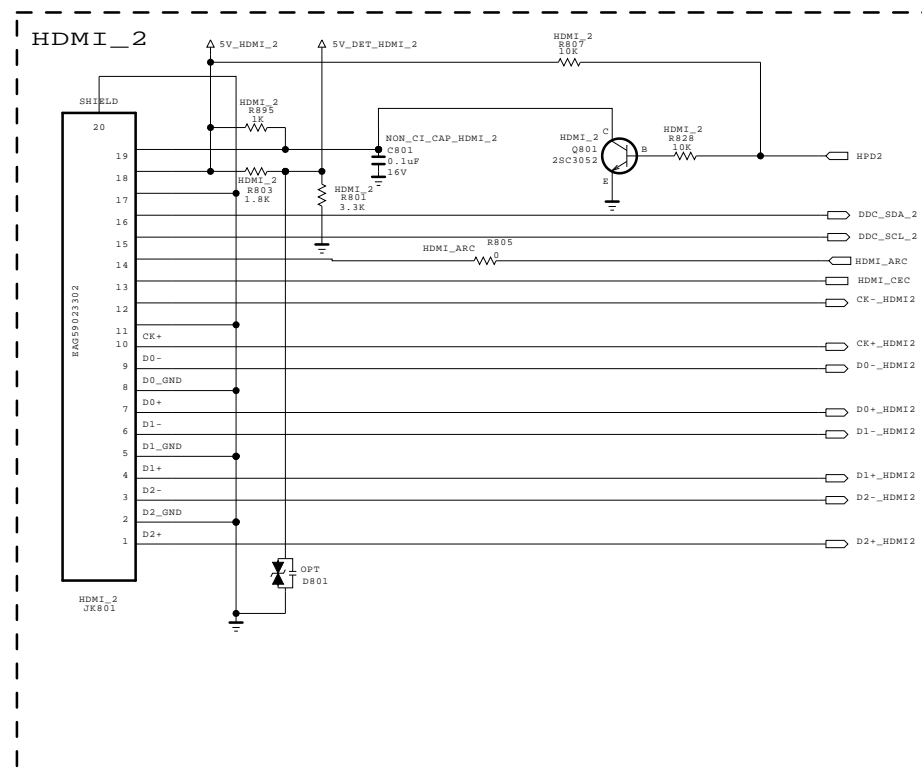 HDMI_2
5V_HDMI_2
5V_DET_HDMI_2
HDMI_2
R807
10K
SHIELD
20
HDMI_2
R895
1K
NON_CI_CAP_HDMI_2
C801
0.1uF
16V
HDMI_2
Q801
2SC3052
C
B
E
HDMI_2
R828
10K
HPD2
19
18
HDMI_2
R803
1.8K
HDMI_2
R801
3.3K
17
16
DDC_SDA_2
15
DDC_SCL_2
14
HDMI_ARC
R805
0
HDMI_ARC
13
HDMI_CEC
12
CK-_HDMI2
11
EAG59023302
10
CK+
CK+_HDMI2
9
D0-
D0-_HDMI2
8
D0_GND
7
D0+
D0+_HDMI2
6
D1-
D1-_HDMI2
5
D1_GND
4
D1+
D1+_HDMI2
3
D2-
D2-_HDMI2
2
D2_GND
1
D2+
D2+_HDMI2
OPT
D801
HDMI_2
JK801